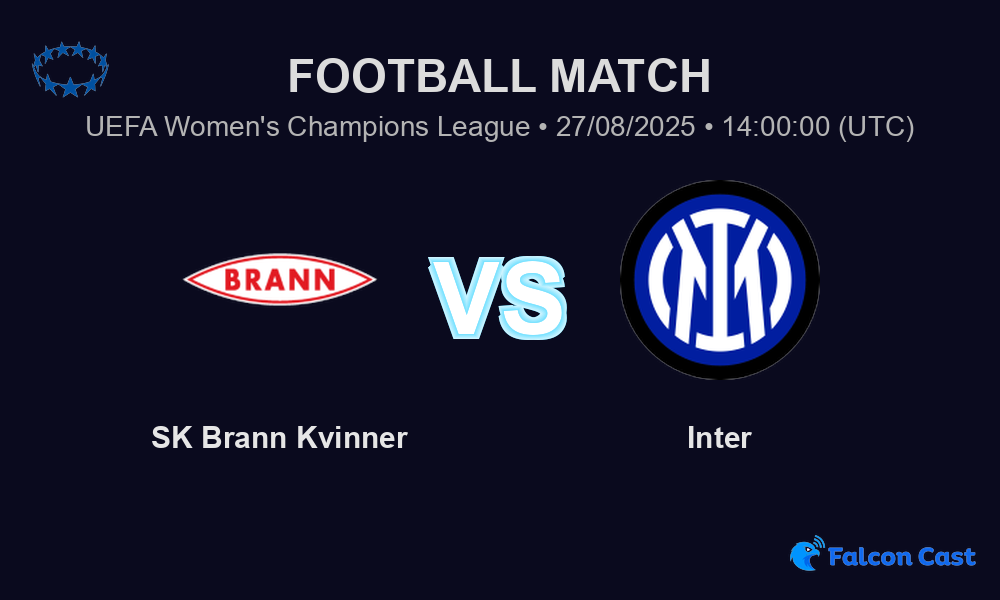 FOOTBALL MATCH
UEFA Women's Champions League • 27/08/2025 • 14:00:00 (UTC)
BRANN
VS
SK Brann Kvinner
Inter
Falcon Cast